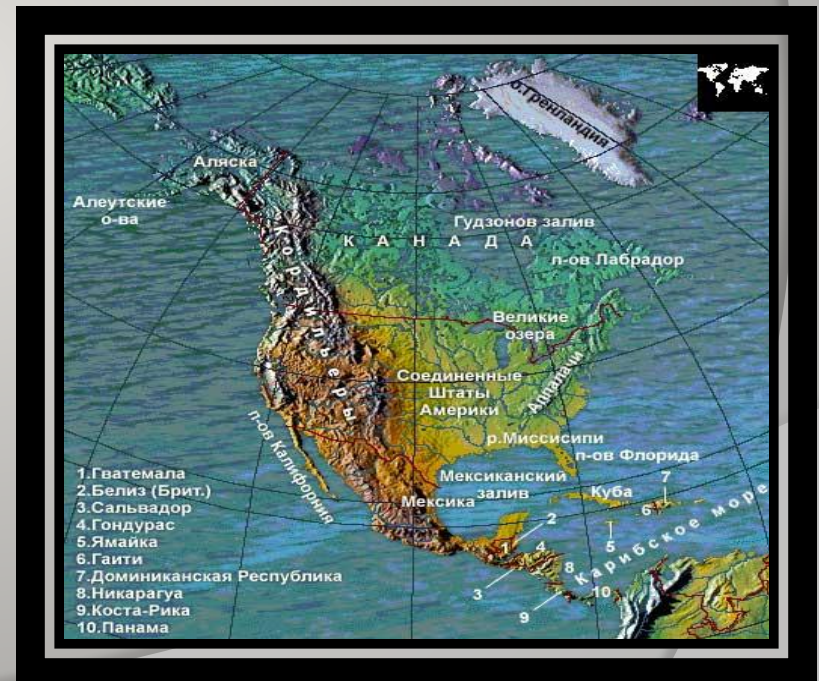 о.Гренландия
Аляска
Алеутские
о-ва
Гудзонов залив
КАНАДА
п-ов Лабрадор
Кордильеры
Великие
озера
Соединенные
Штаты
Америки
Аппалачи
р.Миссисипи
п-ов Флорида
п-ов Калифорния
Мексиканский
залив
Мексика
Куба
7
6
5
Карибское море
2
1
4
8
3
9
10
1.Гватемала
2.Белиз (Брит.)
3.Сальвадор
4.Гондурас
5.Ямайка
6.Гаити
7.Доминиканская Республика
8.Никарагуа
9.Коста-Рика
10.Панама